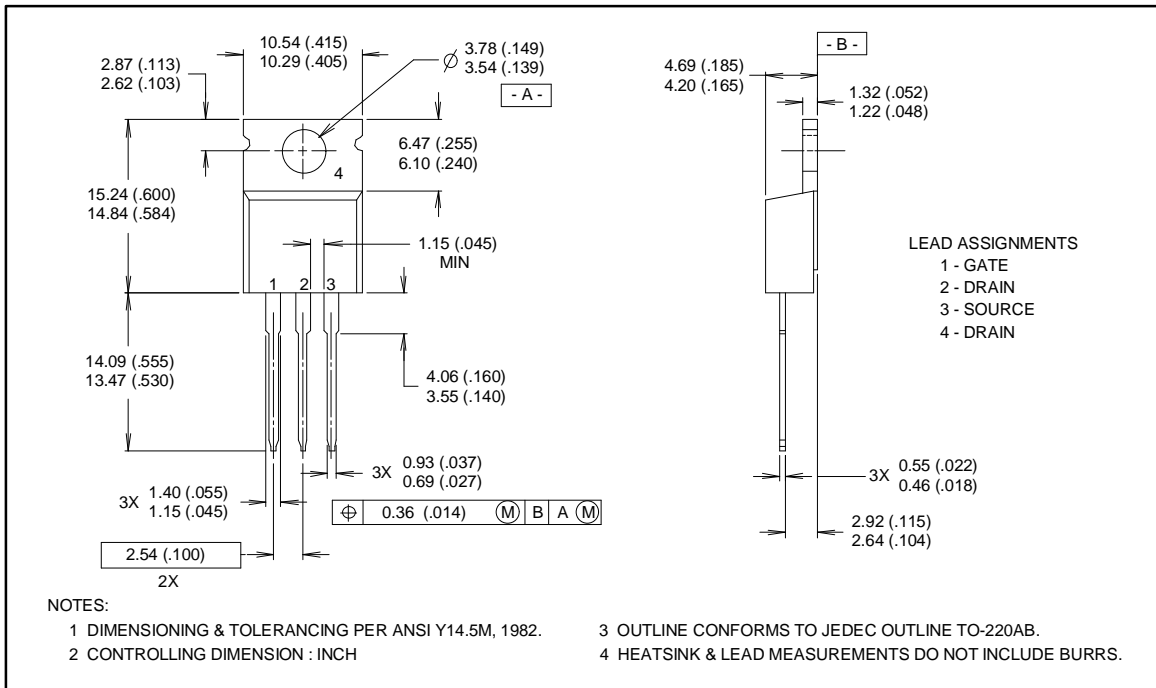 10.54 (.415)
10.29 (.405)
2.87 (.113)
2.62 (.103)
Ø 3.78 (.149)
3.54 (.139)
- A -
6.47 (.255)
6.10 (.240)
4
15.24 (.600)
14.84 (.584)
1.15 (.045)
MIN
1 2 3
14.09 (.555)
13.47 (.530)
4.06 (.160)
3.55 (.140)
3X 0.93 (.037)
0.69 (.027)
3X 1.40 (.055)
1.15 (.045)
⌖ 0.36 (.014) Ⓜ B A Ⓜ
2.54 (.100)
2X
- B -
4.69 (.185)
4.20 (.165)
1.32 (.052)
1.22 (.048)
LEAD ASSIGNMENTS
1 - GATE
2 - DRAIN
3 - SOURCE
4 - DRAIN
3X 0.55 (.022)
0.46 (.018)
2.92 (.115)
2.64 (.104)
NOTES:
1 DIMENSIONING & TOLERANCING PER ANSI Y14.5M, 1982.
2 CONTROLLING DIMENSION : INCH
3 OUTLINE CONFORMS TO JEDEC OUTLINE TO-220AB.
4 HEATSINK & LEAD MEASUREMENTS DO NOT INCLUDE BURRS.